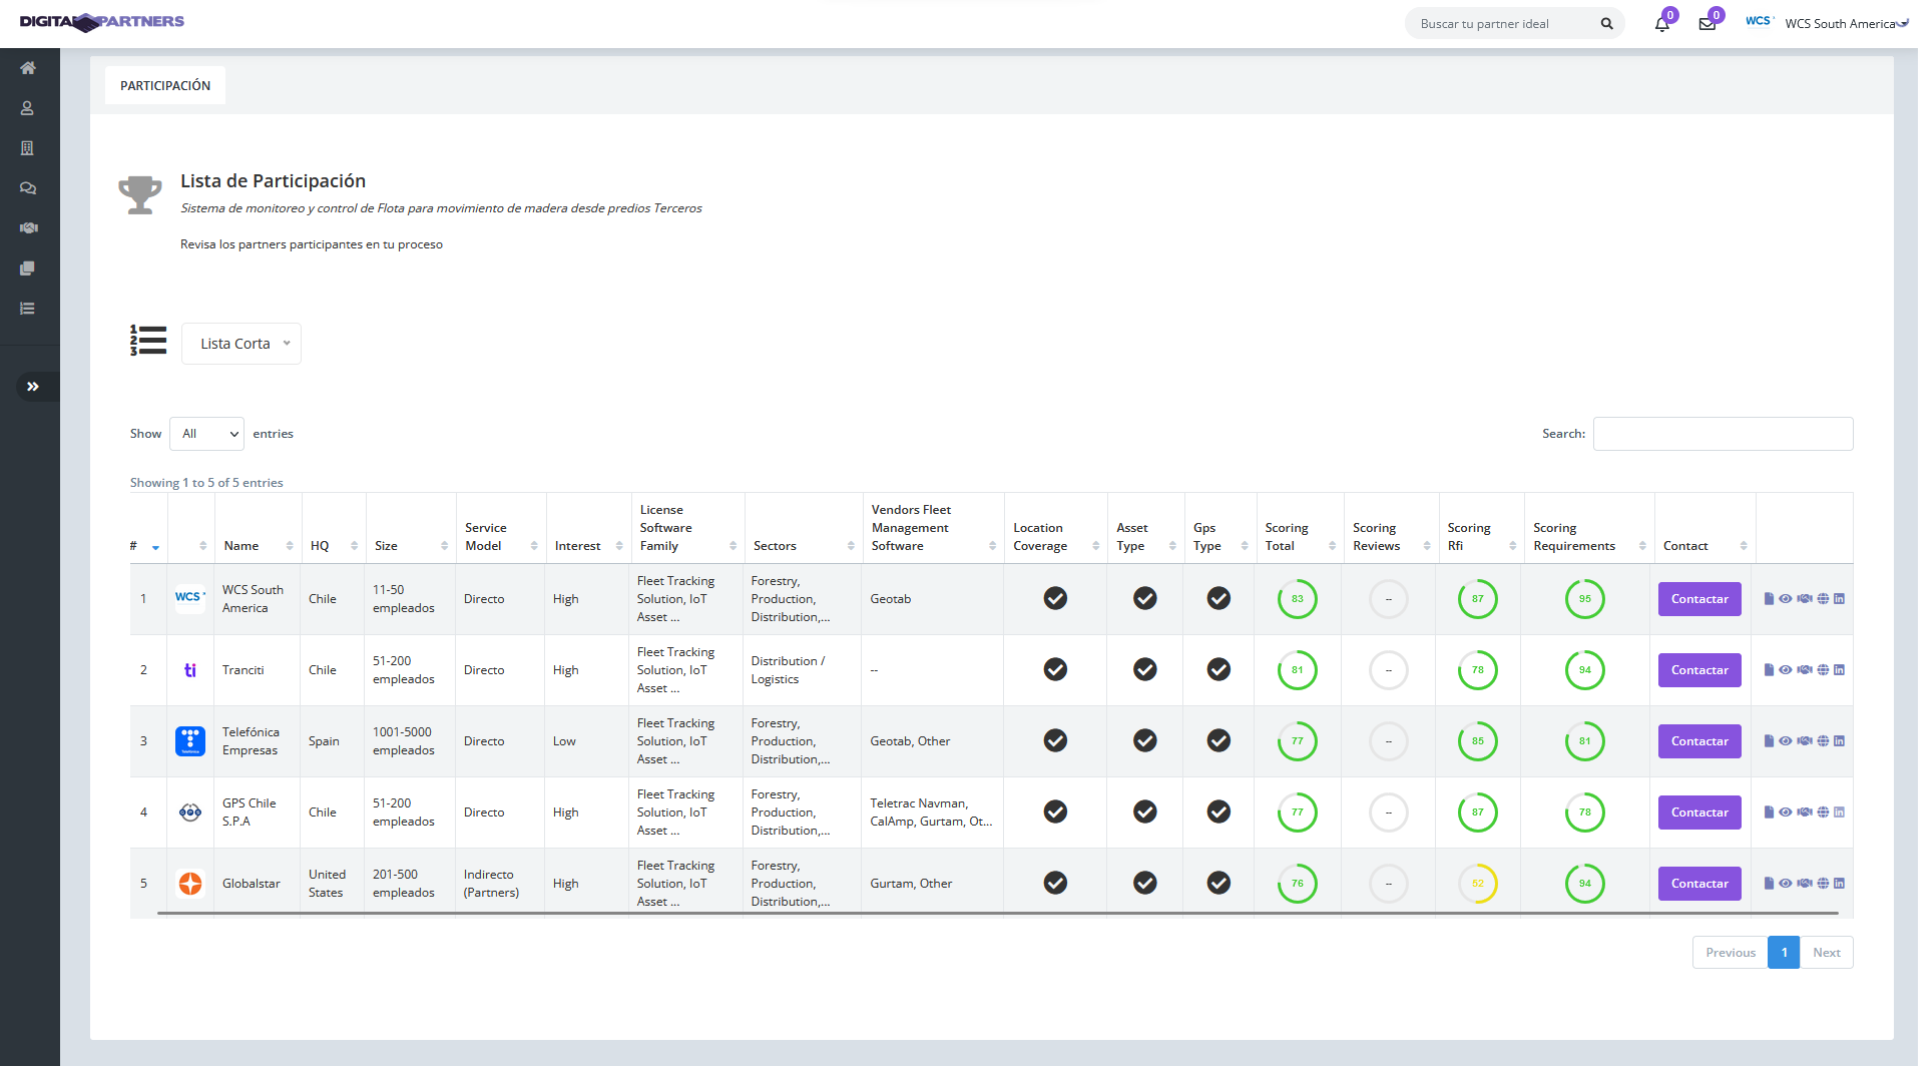 DIGITAL PARTNERS
Buscar tu partner ideal
0
0
WCS
WCS South America
PARTICIPACIÓN
Lista de Participación
Sistema de monitoreo y control de Flota para movimiento de madera desde predios Terceros
Revisa los partners participantes en tu proceso
1
2
3
Lista Corta
Show All entries
Search:
Showing 1 to 5 of 5 entries
# Name HQ Size Service Model Interest License Software Family Sectors Vendors Fleet Management Software Location Coverage Asset Type Gps Type Scoring Total Scoring Reviews Scoring Rfi Scoring Requirements Contact
1 WCS WCS South America Chile 11-50 empleados Directo High Fleet Tracking Solution, IoT Asset ... Forestry, Production, Distribution,... Geotab 83 -- 87 95 Contactar in
2 ti Tranciti Chile 51-200 empleados Directo High Fleet Tracking Solution, IoT Asset ... Distribution / Logistics -- 81 -- 78 94 Contactar in
3 Telefónica Empresas Spain 1001-5000 empleados Directo Low Fleet Tracking Solution, IoT Asset ... Forestry, Production, Distribution,... Geotab, Other 77 -- 85 81 Contactar in
4 GPS Chile S.P.A Chile 51-200 empleados Directo High Fleet Tracking Solution, IoT Asset ... Forestry, Production, Distribution,... Teletrac Navman, CalAmp, Gurtam, Ot... 77 -- 87 78 Contactar in
5 Globalstar United States 201-500 empleados Indirecto (Partners) High Fleet Tracking Solution, IoT Asset ... Forestry, Production, Distribution,... Gurtam, Other 76 -- 52 94 Contactar in
Previous 1 Next